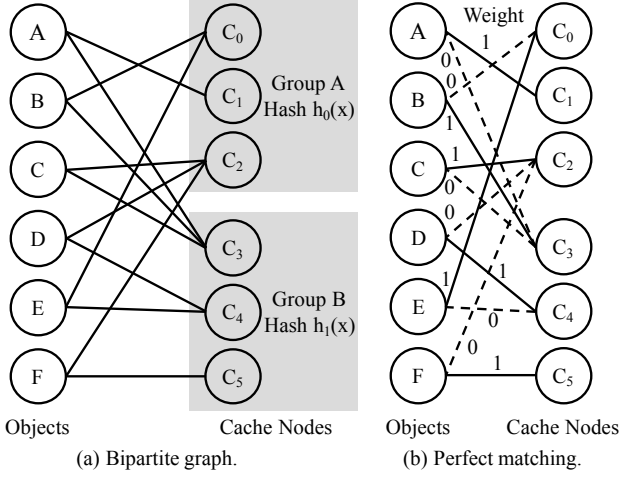 A
B
C
D
E
F
C0
C1
C2
C3
C4
C5
Group A
Hash h0(x)
Group B
Hash h1(x)
Objects
Cache Nodes
(a) Bipartite graph.
Weight
A
B
C
D
E
F
1
0
0
1
1
0
0
1
1
0
0
1
C0
C1
C2
C3
C4
C5
Objects
Cache Nodes
(b) Perfect matching.